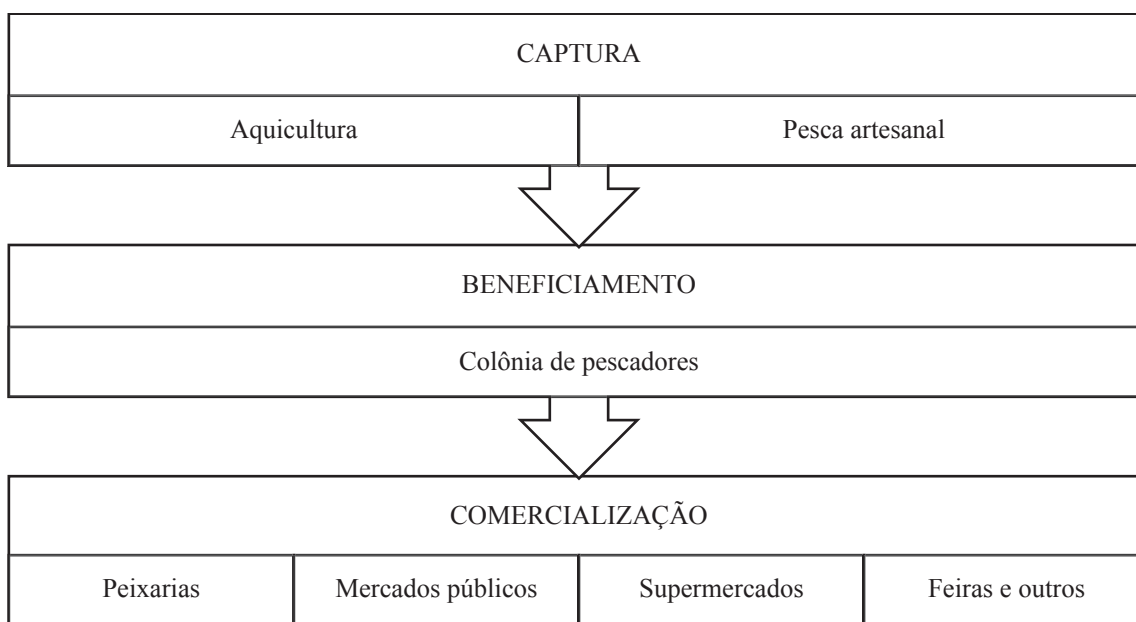 CAPTURA
Aquicultura
Pesca artesanal
BENEFICIAMENTO
Colônia de pescadores
COMERCIALIZAÇÃO
Peixarias
Mercados públicos
Supermercados
Feiras e outros